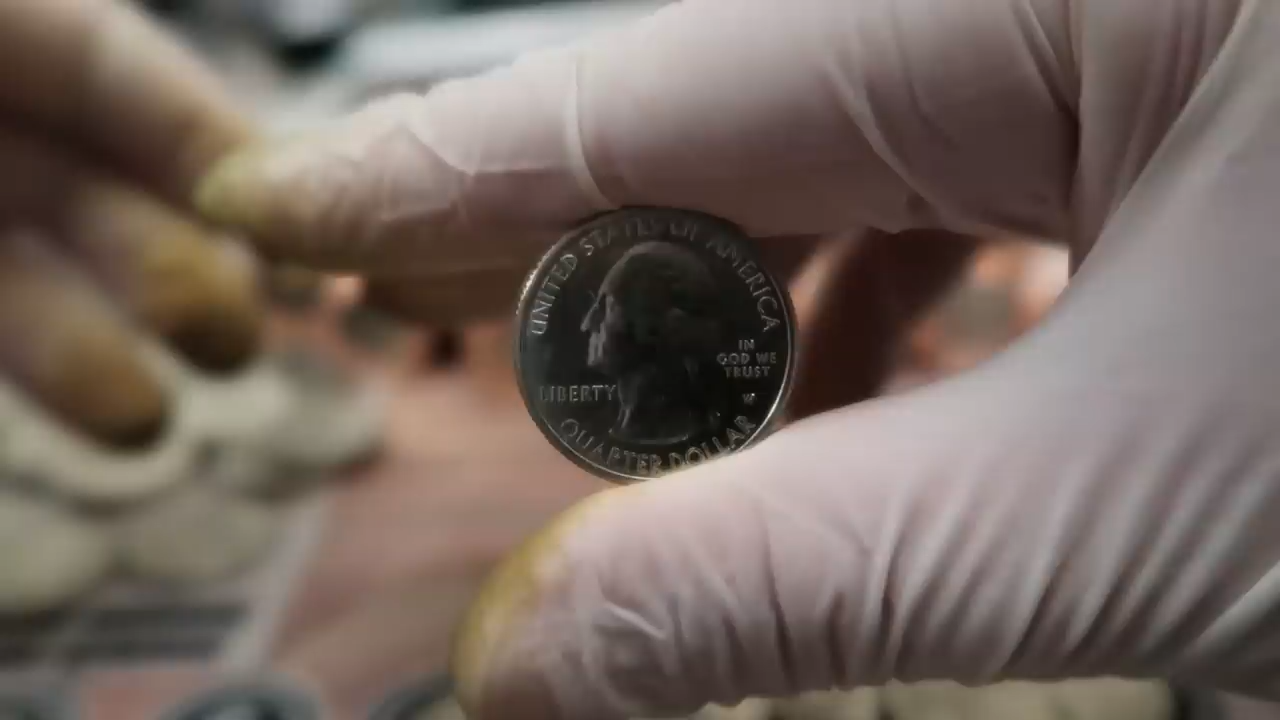 UNITED STATES OF AMERICA
IN
GOD WE
TRUST
LIBERTY
W
QUARTER DOLLAR